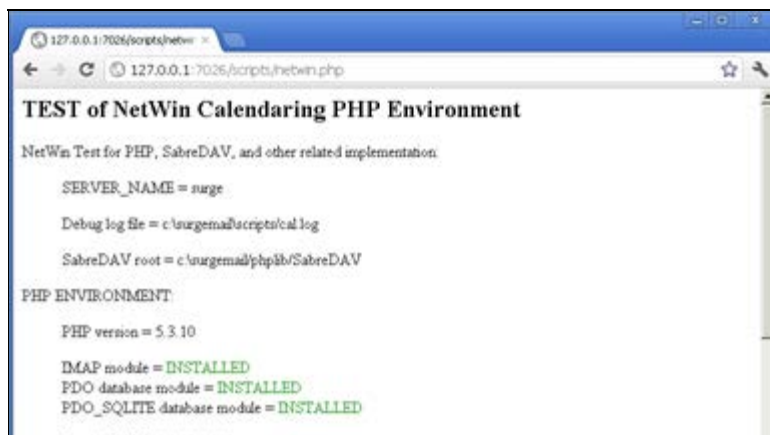 127.0.0.1:7026/scripts/netwi
127.0.0.1:7026/scripts/netwin.php
TEST of NetWin Calendaring PHP Environment
NetWin Test for PHP, SabreDAV, and other related implementation:
SERVER_NAME = surge
Debug log file = c:\surgemail\scripts/cal.log
SabreDAV root = c:\surgemail/phplib/SabreDAV
PHP ENVIRONMENT:
PHP version = 5.3.10
IMAP module = INSTALLED
PDO database module = INSTALLED
PDO_SQLITE database module = INSTALLED